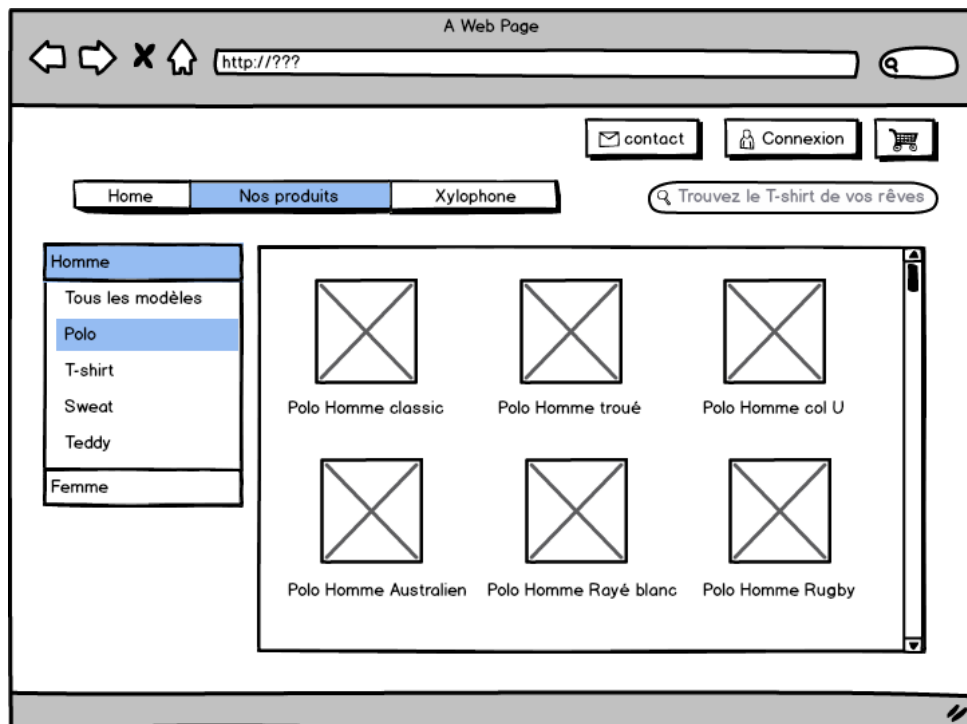 A Web Page
http://???
contact
Connexion
Home
Nos produits
Xylophone
Trouvez le T-shirt de vos rêves
Homme
Tous les modèles
Polo
T-shirt
Sweat
Teddy
Femme
Polo Homme classic
Polo Homme troué
Polo Homme col U
Polo Homme Australien
Polo Homme Rayé blanc
Polo Homme Rugby